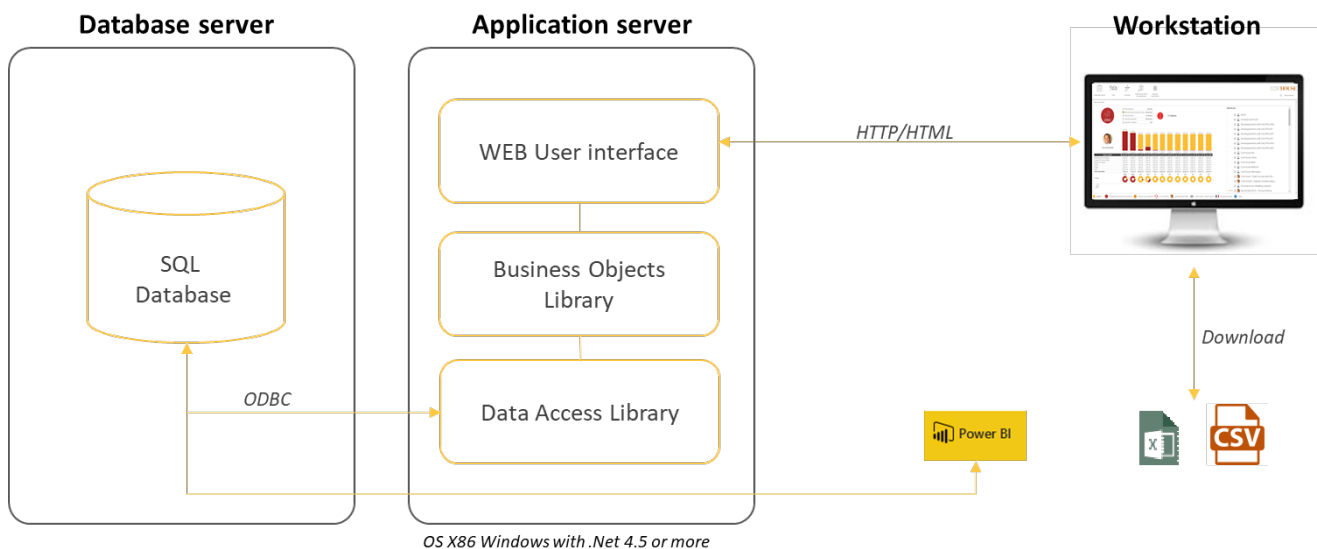 Database server
Application server
Workstation
WEB User interface
HTTP/HTML
SQL
Database
Business Objects
Library
Download
ODBC
Data Access Library
Power BI
X
CSV
OS X86 Windows with .Net 4.5 or more